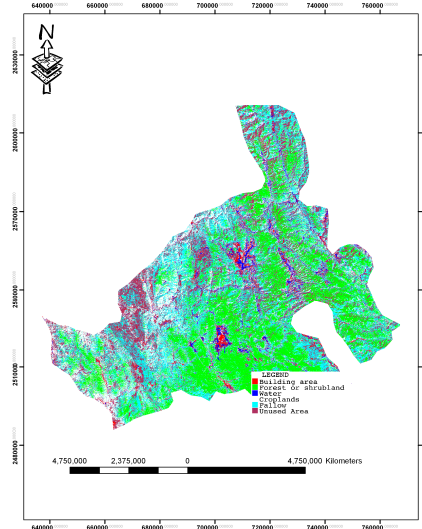 640000 660000 680000 700000 720000 740000 760000
N
2630000
2600000
2570000
2510000
2480000
LEGEND
Building area
Forest or shrubland
Water
Croplands
Fallow
Unused Area
4,750,000 2,375,000 0 4,750,000 Kilometers
640000 660000 680000 700000 720000 740000 760000